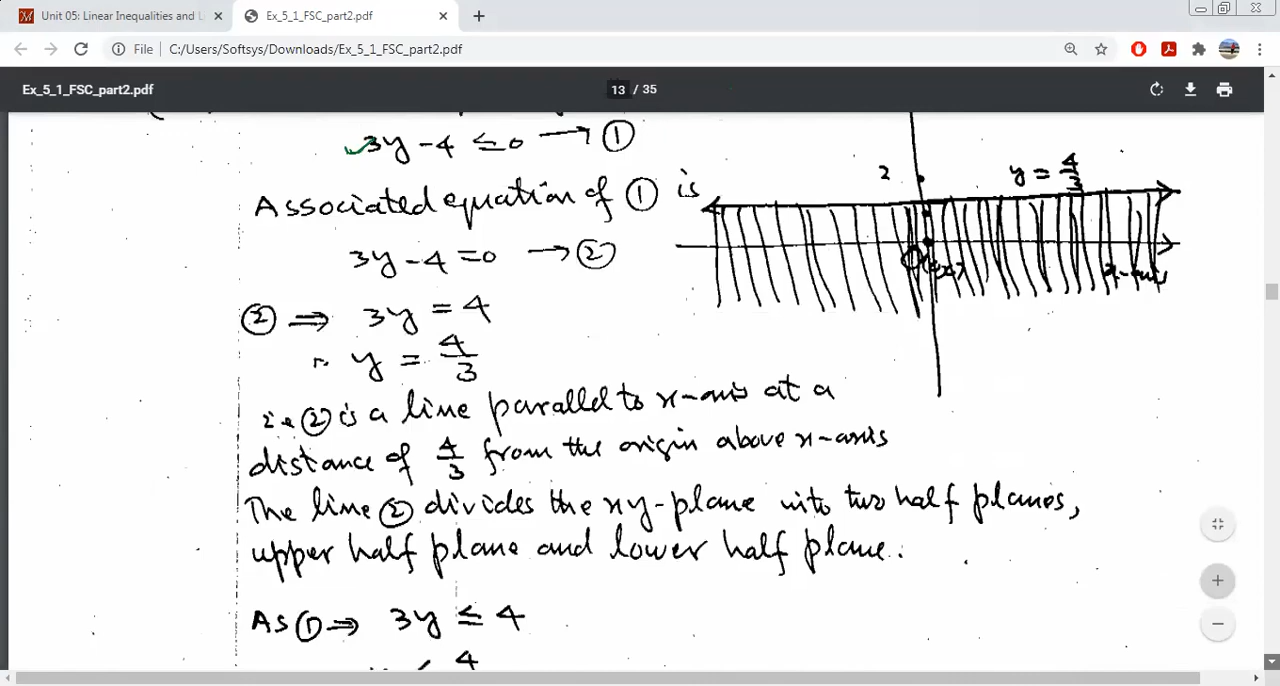 Unit 05: Linear Inequalities and L
Ex_5_1_FSC_part2.pdf
File | C:/Users/Softsys/Downloads/Ex_5_1_FSC_part2.pdf
Ex_5_1_FSC_part2.pdf
13 / 35
3y - 4 ≤ 0 → ①
Associated equation of ① is
3y - 4 = 0 → ②
② ⇒ 3y = 4
y = 4/3
i.e ② is a line parallel to x-axis at a
distance of 4/3 from the origin above x-axis
The line ② divides the xy-plane into two half planes,
upper half plane and lower half plane.
As ① ⇒ 3y ≤ 4
4
2
y = 4/3
x-axis